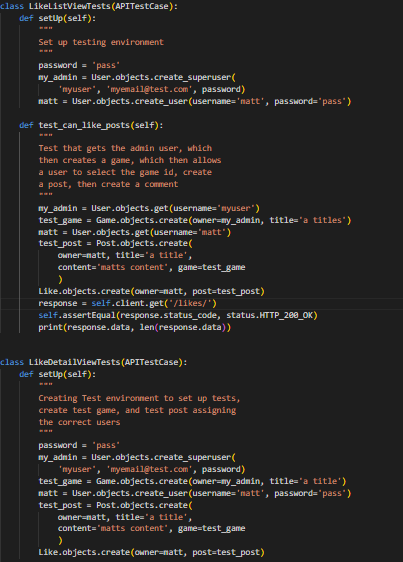 class LikeListViewTests(APITestCase):
    def setUp(self):
        """
        Set up testing environment
        """
        password = 'pass'
        my_admin = User.objects.create_superuser(
            'myuser', 'myemail@test.com', password)
        matt = User.objects.create_user(username='matt', password='pass')

    def test_can_like_posts(self):
        """
        Test that gets the admin user, which
        then creates a game, which then allows
        a user to select the game id, create
        a post, then create a comment
        """
        my_admin = User.objects.get(username='myuser')
        test_game = Game.objects.create(owner=my_admin, title='a titles')
        matt = User.objects.get(username='matt')
        test_post = Post.objects.create(
            owner=matt, title='a title',
            content='matts content', game=test_game
            )
        Like.objects.create(owner=matt, post=test_post)
        response = self.client.get('/likes/')
        self.assertEqual(response.status_code, status.HTTP_200_OK)
        print(response.data, len(response.data))

class LikeDetailViewTests(APITestCase):
    def setUp(self):
        """
        Creating Test environment to set up tests,
        create test game, and test post assigning
        the correct users
        """
        password = 'pass'
        my_admin = User.objects.create_superuser(
            'myuser', 'myemail@test.com', password)
        test_game = Game.objects.create(owner=my_admin, title='a title')
        matt = User.objects.create_user(username='matt', password='pass')
        test_post = Post.objects.create(
            owner=matt, title='a title',
            content='matts content', game=test_game
            )
        Like.objects.create(owner=matt, post=test_post)